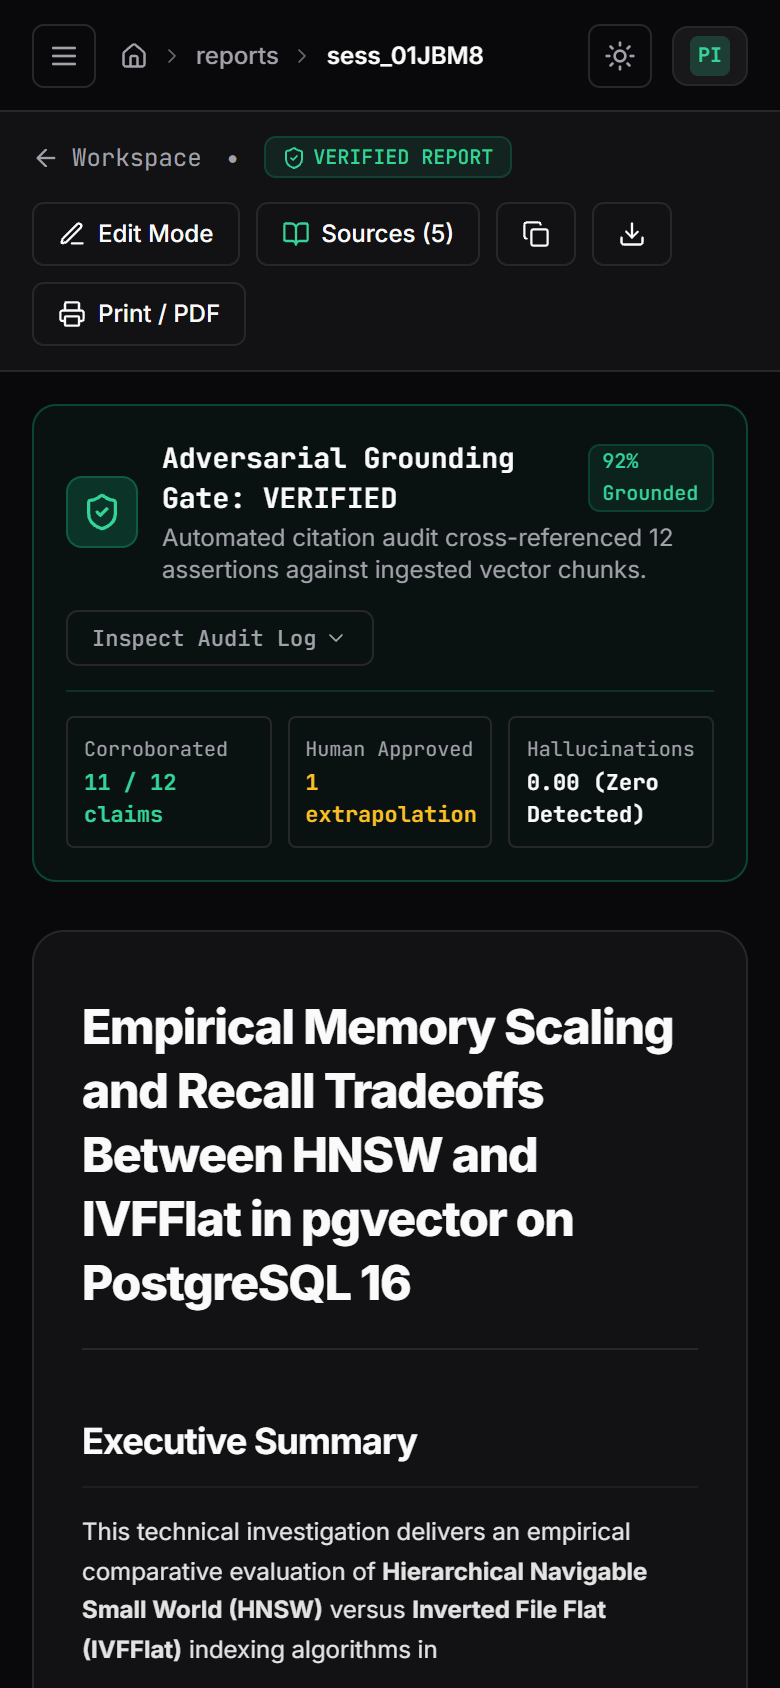 reports > sess_01JBM8
PI
Workspace • VERIFIED REPORT
Edit Mode
Sources (5)
Print / PDF
Adversarial Grounding
Gate: VERIFIED
92%
Grounded
Automated citation audit cross-referenced 12
assertions against ingested vector chunks.
Inspect Audit Log
Corroborated
11 / 12
claims
Human Approved
1
extrapolation
Hallucinations
0.00 (Zero
Detected)
Empirical Memory Scaling
and Recall Tradeoffs
Between HNSW and
IVFFlat in pgvector on
PostgreSQL 16
Executive Summary
This technical investigation delivers an empirical
comparative evaluation of Hierarchical Navigable
Small World (HNSW) versus Inverted File Flat
(IVFFlat) indexing algorithms in